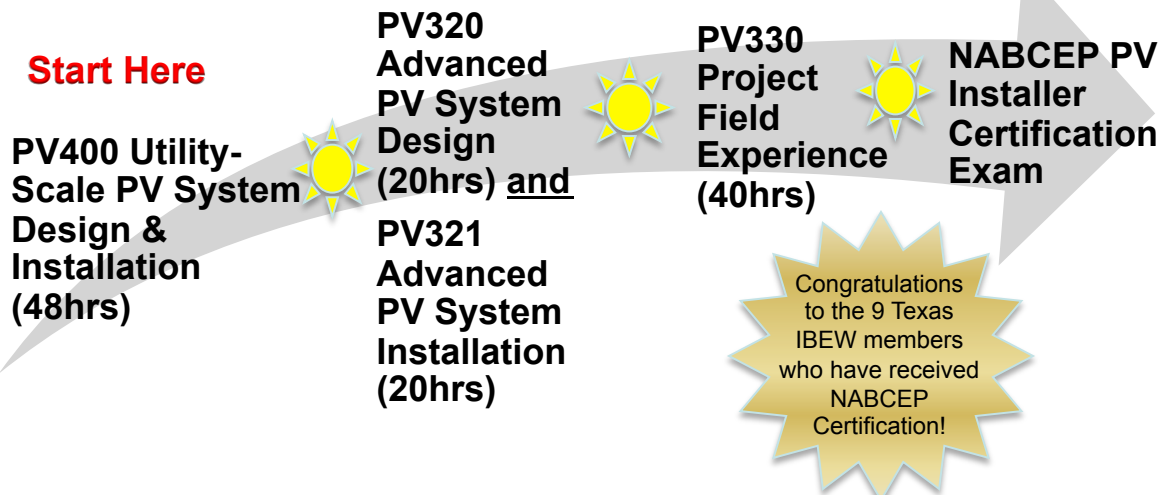 Start Here
PV400 Utility-
Scale PV System
Design &
Installation
(48hrs)
PV320
Advanced
PV System
Design
(20hrs) and
PV321
Advanced
PV System
Installation
(20hrs)
PV330
Project
Field
Experience
(40hrs)
NABCEP PV
Installer
Certification
Exam
Congratulations
to the 9 Texas
IBEW members
who have received
NABCEP
Certification!